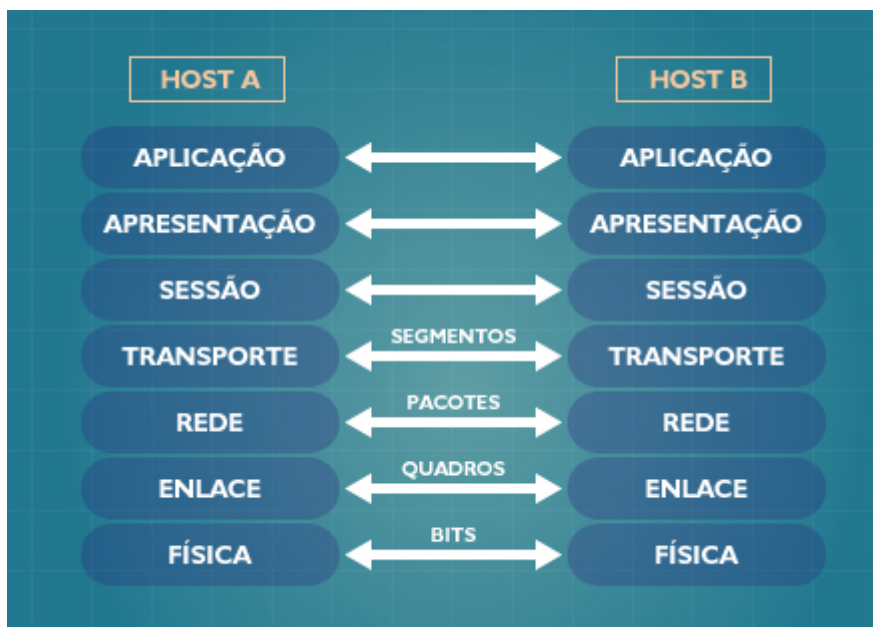 HOST A
HOST B
APLICAÇÃO
APLICAÇÃO
APRESENTAÇÃO
APRESENTAÇÃO
SESSÃO
SESSÃO
TRANSPORTE
SEGMENTOS
TRANSPORTE
REDE
PACOTES
REDE
ENLACE
QUADROS
ENLACE
FÍSICA
BITS
FÍSICA